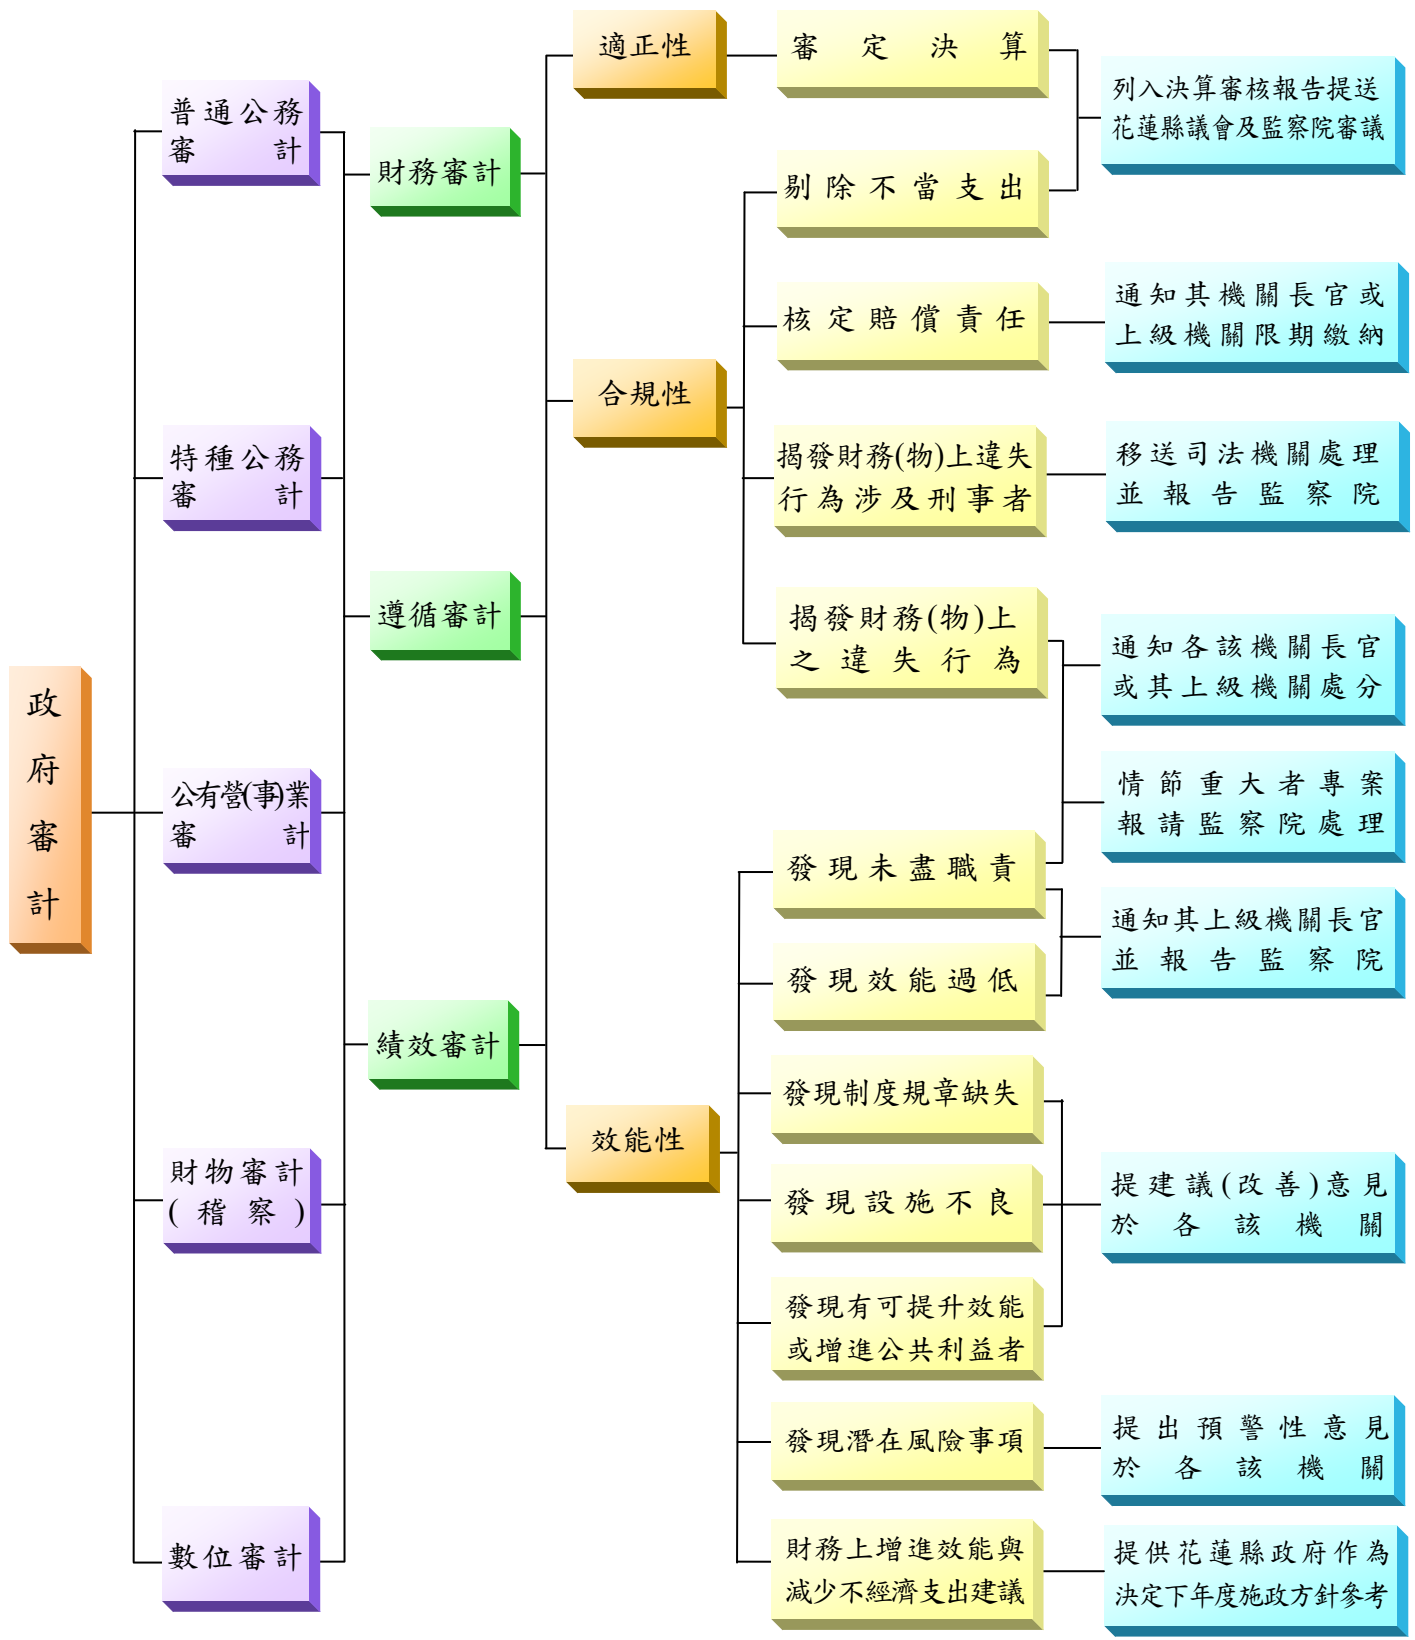 政
府
審
計
普通公務
審計
特種公務
審計
公有營(事)業
審計
財物審計
(稽察)
數位審計
財務審計
遵循審計
績效審計
適正性
合規性
效能性
審定決算
剔除不當支出
核定賠償責任
揭發財務(物)上違失
行為涉及刑事者
揭發財務(物)上
之違失行為
發現未盡職責
發現效能過低
發現制度規章缺失
發現設施不良
發現有可提升效能
或增進公共利益者
發現潛在風險事項
財務上增進效能與
減少不經濟支出建議
列入決算審核報告提送
花蓮縣議會及監察院審議
通知其機關長官或
上級機關限期繳納
移送司法機關處理
並報告監察院
通知各該機關長官
或其上級機關處分
情節重大者專案
報請監察院處理
通知其上級機關長官
並報告監察院
提建議(改善)意見
於各該機關
提出預警性意見
於各該機關
提供花蓮縣政府作為
決定下年度施政方針參考